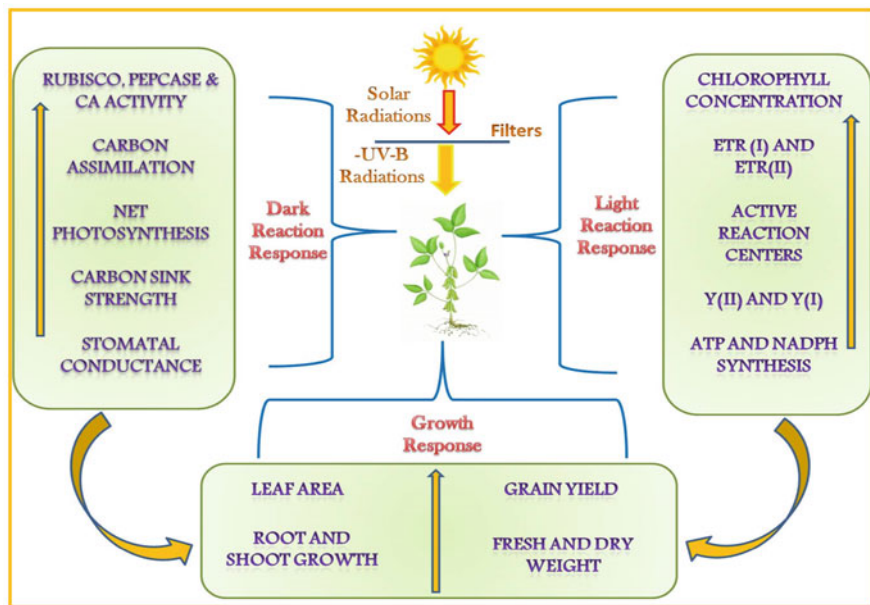 RUBISCO, PEPCASE &
CA ACTIVITY
CARBON
ASSIMILATION
NET
PHOTOSYNTHESIS
CARBON SINK
STRENGTH
STOMATAL
CONDUCTANCE
Dark
Reaction
Response
Solar
Radiations
Filters
-UV-B
Radiations
Light
Reaction
Response
CHLOROPHYLL
CONCENTRATION
ETR (I) AND
ETR(II)
ACTIVE
REACTION
CENTERS
Y(II) AND Y(I)
ATP AND NADPH
SYNTHESIS
Growth
Response
LEAF AREA
ROOT AND
SHOOT GROWTH
GRAIN YIELD
FRESH AND DRY
WEIGHT